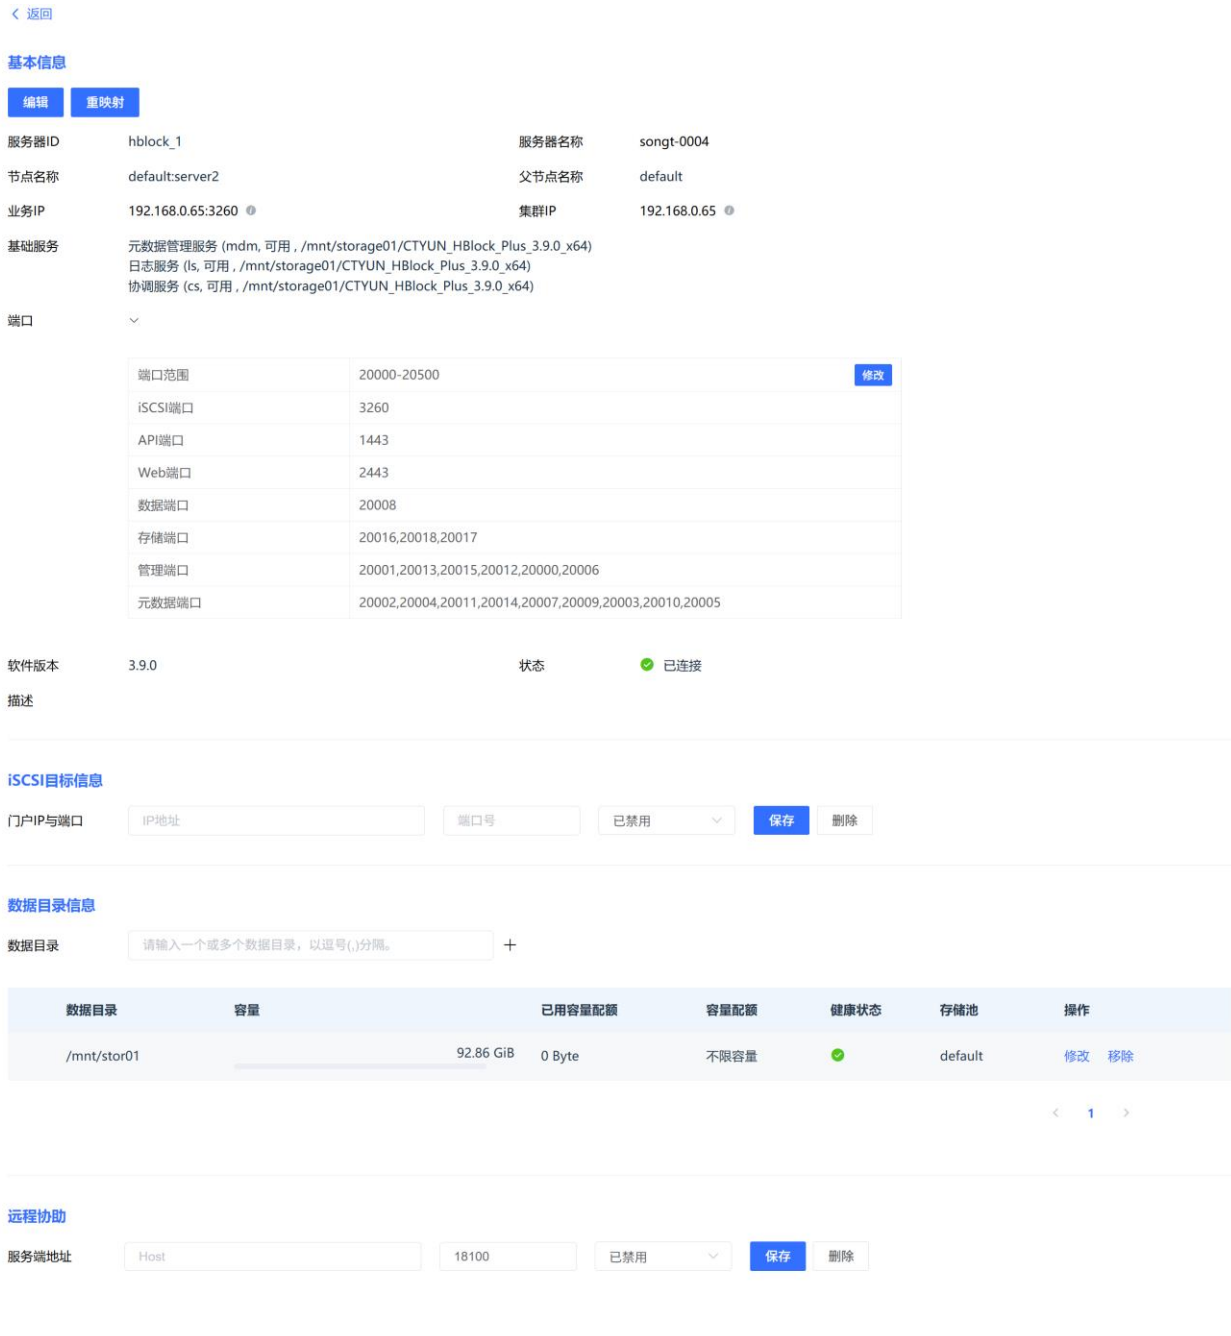 返回
基本信息
编辑 重映射
服务器ID hblock_1 服务器名称 songt-0004
节点名称 default:server2 父节点名称 default
业务IP 192.168.0.65:3260 集群IP 192.168.0.65
基础服务 元数据管理服务 (mdm, 可用 , /mnt/storage01/CTYUN_HBlock_Plus_3.9.0_x64)
日志服务 (ls, 可用 , /mnt/storage01/CTYUN_HBlock_Plus_3.9.0_x64)
协调服务 (cs, 可用 , /mnt/storage01/CTYUN_HBlock_Plus_3.9.0_x64)
端口
端口范围 20000-20500 修改
iSCSI端口 3260
API端口 1443
Web端口 2443
数据端口 20008
存储端口 20016,20018,20017
管理端口 20001,20013,20015,20012,20000,20006
元数据端口 20002,20004,20011,20014,20007,20009,20003,20010,20005
软件版本 3.9.0 状态 已连接
描述
iSCSI目标信息
门户IP与端口 IP地址 端口号 已禁用 保存 删除
数据目录信息
数据目录 请输入一个或多个数据目录，以逗号(,)分隔。
数据目录 容量 已用容量配额 容量配额 健康状态 存储池 操作
/mnt/stor01 92.86 GiB 0 Byte 不限容量 default 修改 移除
1
远程协助
服务端地址 Host 18100 已禁用 保存 删除